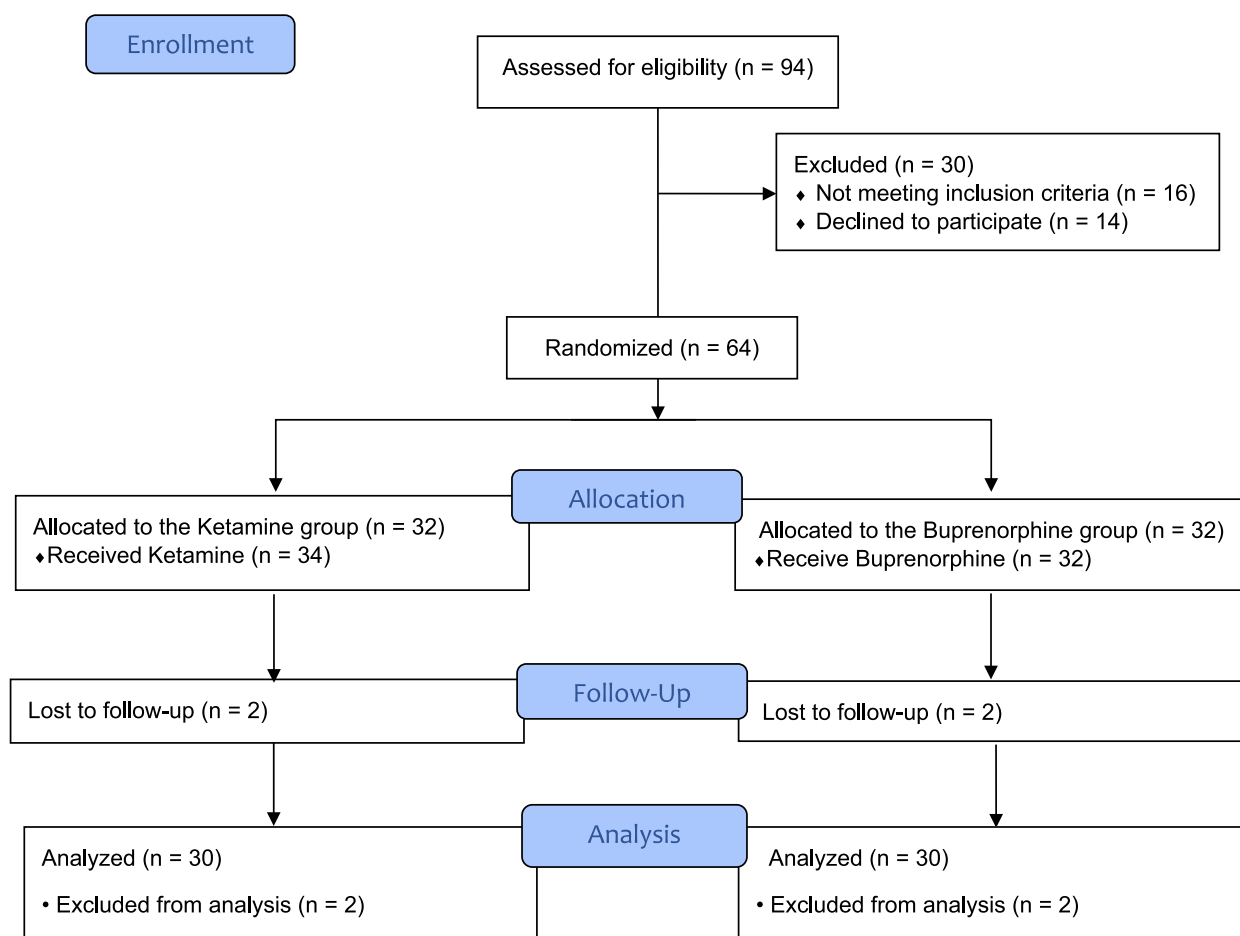 Enrollment
Assessed for eligibility (n = 94)
Excluded (n = 30)
♦ Not meeting inclusion criteria (n = 16)
♦ Declined to participate (n = 14)
Randomized (n = 64)
Allocation
Allocated to the Ketamine group (n = 32)
♦Received Ketamine (n = 34)
Allocated to the Buprenorphine group (n = 32)
♦Receive Buprenorphine (n = 32)
Follow-Up
Lost to follow-up (n = 2)
Lost to follow-up (n = 2)
Analysis
Analyzed (n = 30)
• Excluded from analysis (n = 2)
Analyzed (n = 30)
• Excluded from analysis (n = 2)